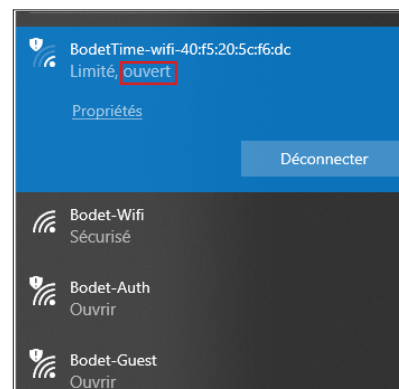 BodetTime-wifi-40:f5:20:5c:f6:dc
Limité, ouvert
Propriétés
Déconnecter
Bodet-Wifi
Sécurisé
Bodet-Auth
Ouvrir
Bodet-Guest
Ouvrir